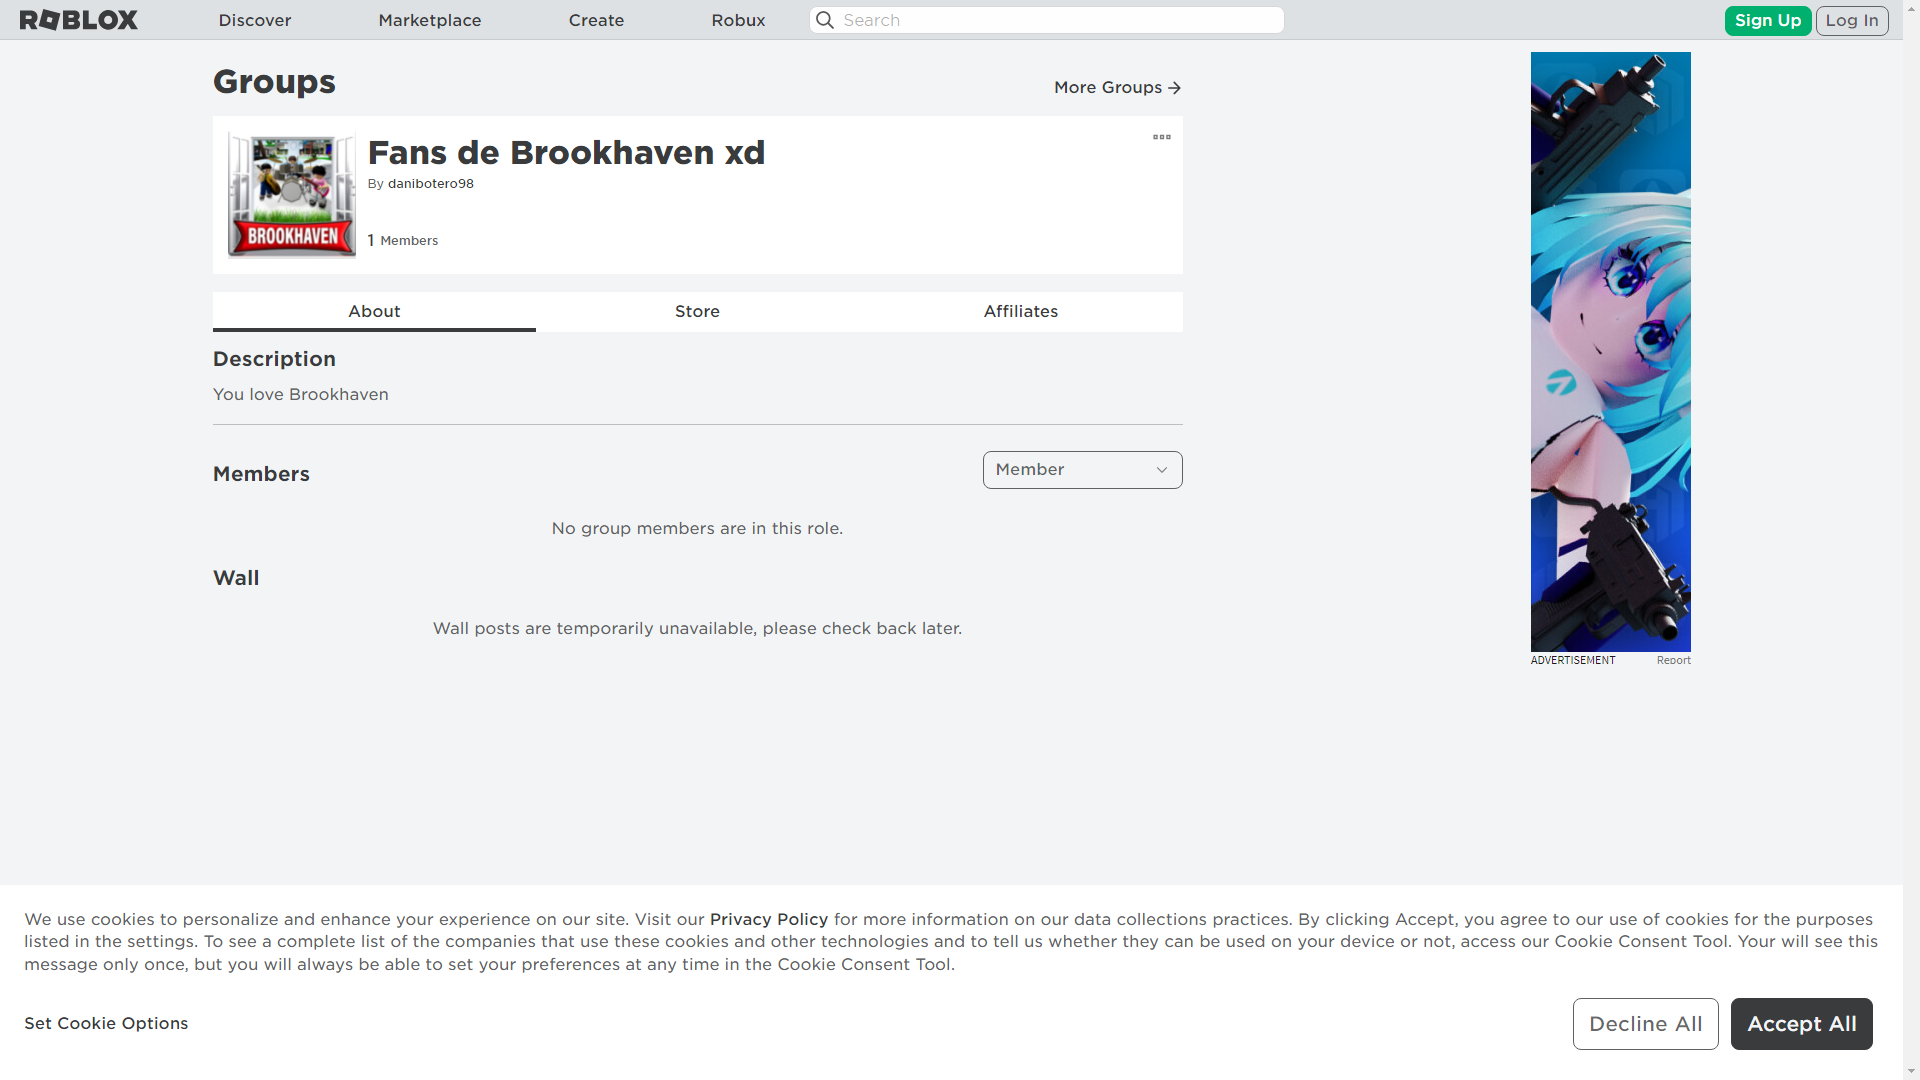 ROBLOX
Discover
Marketplace
Create
Robux
Search
Sign Up
Log In
Groups
More Groups
Fans de Brookhaven xd
By danibotero98
BROOKHAVEN
1 Members
About
Store
Affiliates
Description
You love Brookhaven
Members
Member
No group members are in this role.
Wall
Wall posts are temporarily unavailable, please check back later.
ADVERTISEMENT
Report
We use cookies to personalize and enhance your experience on our site. Visit our Privacy Policy for more information on our data collections practices. By clicking Accept, you agree to our use of cookies for the purposes
listed in the settings. To see a complete list of the companies that use these cookies and other technologies and to tell us whether they can be used on your device or not, access our Cookie Consent Tool. Your will see this
message only once, but you will always be able to set your preferences at any time in the Cookie Consent Tool.
Set Cookie Options
Decline All
Accept All